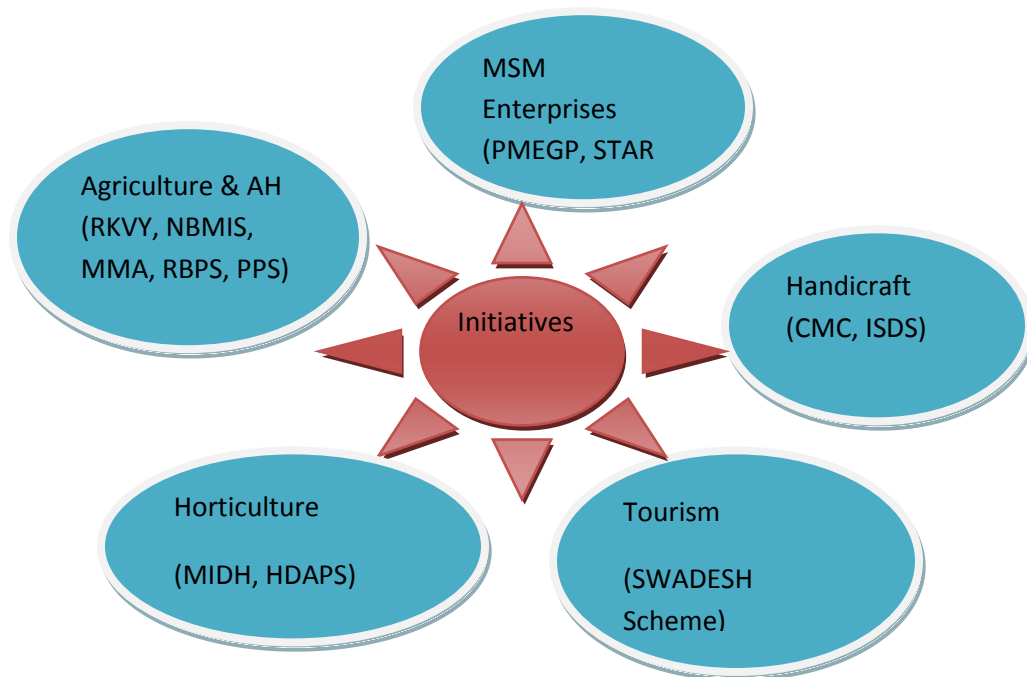 MSM
Enterprises
(PMEGP, STAR
Agriculture & AH
(RKVY, NBMIS,
MMA, RBPS, PPS)
Handicraft
(CMC, ISDS)
Initiatives
Horticulture
(MIDH, HDAPS)
Tourism
(SWADESH
Scheme)